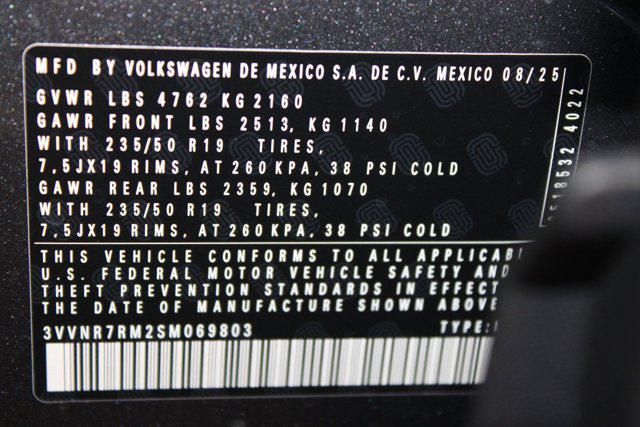 MFD BY VOLKSWAGEN DE MEXICO S.A. DE C.V. MEXICO 08/25
GVWR LBS 4762 KG 2160
GAWR FRONT LBS 2513, KG 1140
WITH 235/50 R19 TIRES,
7,5JX19 RIMS, AT 260 KPA, 38 PSI COLD
GAWR REAR LBS 2359, KG 1070
WITH 235/50 R19 TIRES,
7,5JX19 RIMS, AT 260 KPA, 38 PSI COLD
THIS VEHICLE CONFORMS TO ALL
U.S. FEDERAL MOTOR VEHICLE SAFETY AND
THEFT PREVENTION STANDARDS IN EFFECT
THE DATE OF MANUFACTURE SHOWN ABOVE
3VVNR7RM2SM069803 TYPE:
4022